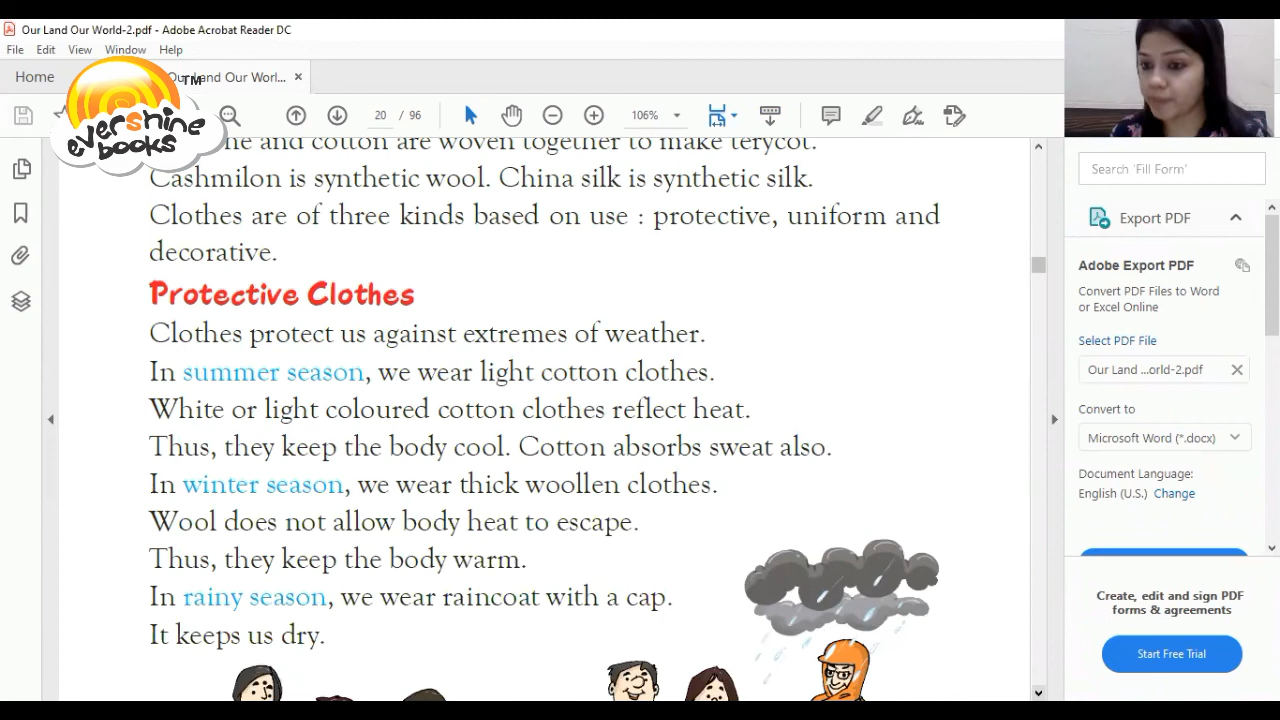 Our Land Our World-2.pdf - Adobe Acrobat Reader DC
File Edit View Window Help
Home
Our Land Our Worl...
evershine books TM
20 / 96
106%
and cotton are woven together to make terycot.
Cashmilon is synthetic wool. China silk is synthetic silk.
Clothes are of three kinds based on use : protective, uniform and
decorative.
Protective Clothes
Clothes protect us against extremes of weather.
In summer season, we wear light cotton clothes.
White or light coloured cotton clothes reflect heat.
Thus, they keep the body cool. Cotton absorbs sweat also.
In winter season, we wear thick woollen clothes.
Wool does not allow body heat to escape.
Thus, they keep the body warm.
In rainy season, we wear raincoat with a cap.
It keeps us dry.
Search 'Fill Form'
Export PDF
Adobe Export PDF
Convert PDF Files to Word
or Excel Online
Select PDF File
Our Land ...orld-2.pdf
Convert to
Microsoft Word (*.docx)
Document Language:
English (U.S.) Change
Create, edit and sign PDF
forms & agreements
Start Free Trial